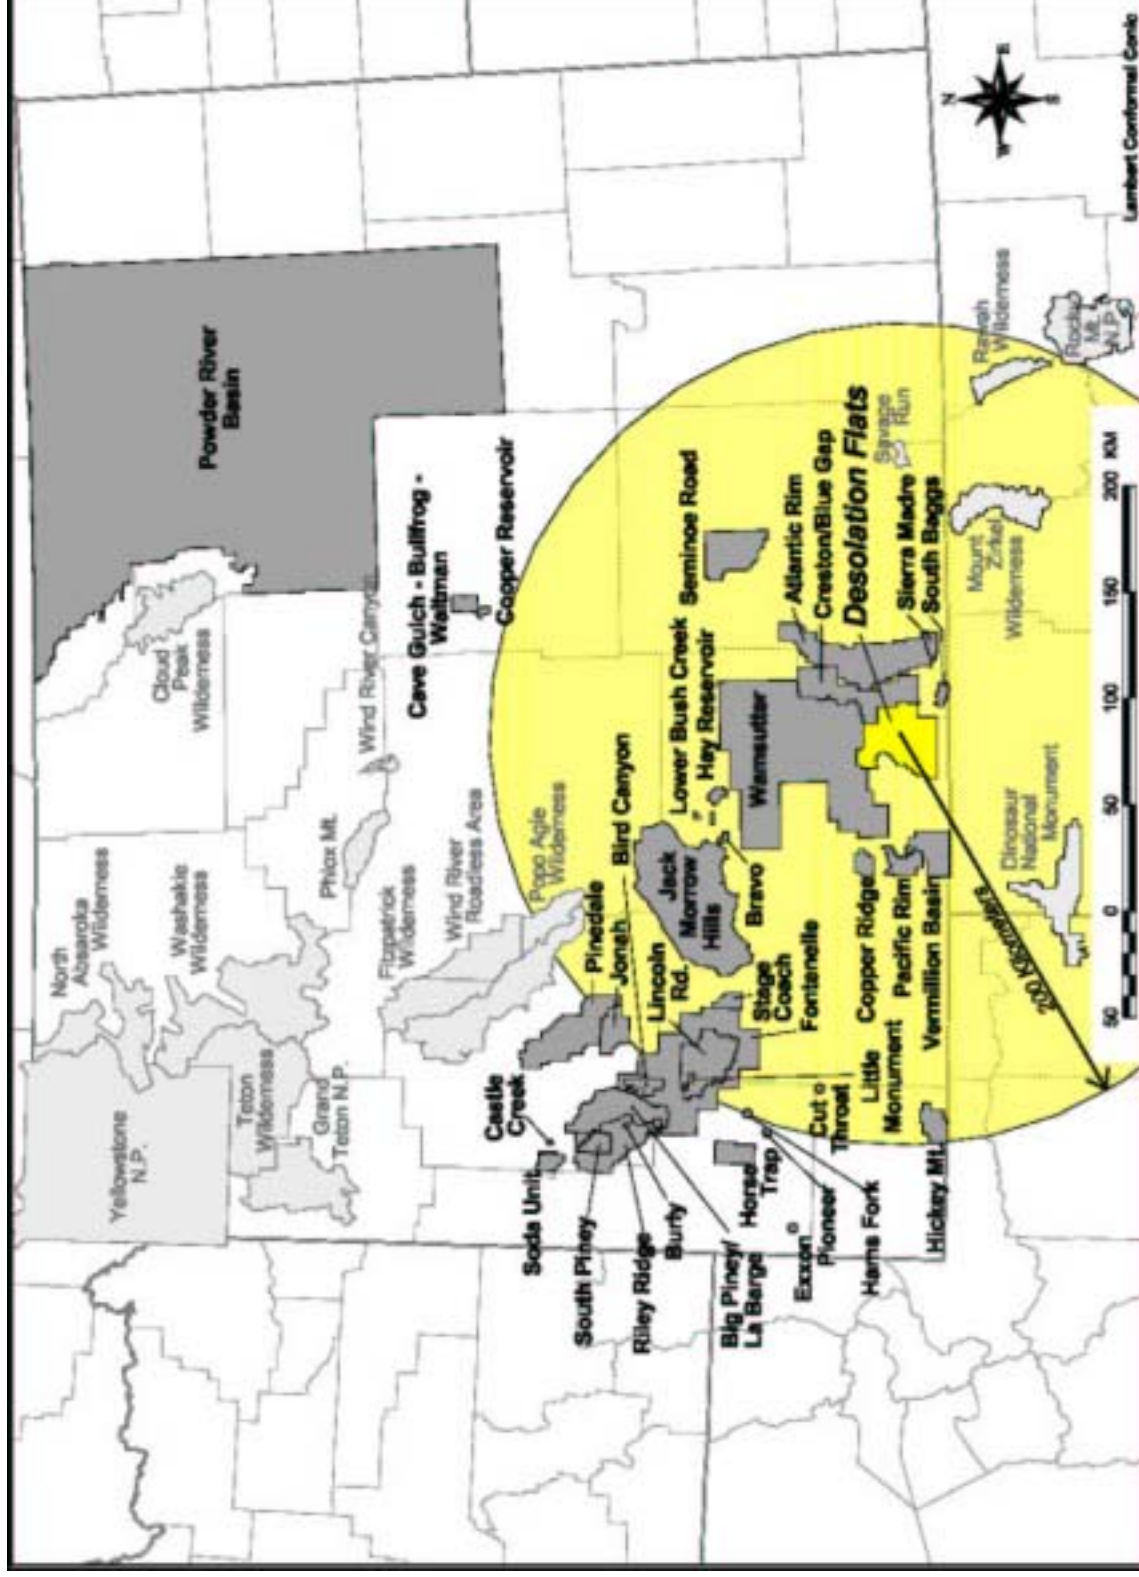 North
Absaroka
Wilderness
Yellowstone
N.P.
Washakie
Wilderness
Teton
Wilderness
Grand
Teton N.P.
Cloud
Peak
Wilderness
Powder River
Basin
Phlox Mt.
Wind River Canyon
Fitzpatrick
Wilderness
Wind River
Roadless Area
Popo Agie
Wilderness
Cave Gulch - Bullfrog -
Waltman
Copper Reservoir
Castle
Creek
Soda Unit
South Piney
Riley Ridge
Burly
Big Piney/
La Barge
Pinedale
Jonah
Bird Canyon
Lincoln
Rd.
Jack
Morrow
Hills
Lower Bush Creek
Hay Reservoir
Seminoe Road
Bravo
Stage
Coach
Fontenelle
Horse
Trap
Exxon
Pioneer
Hams Fork
Cut
Throat
Little
Monument
Copper Ridge
Pacific Rim
Vermillion Basin
Hickey Mt.
Wamsutter
Atlantic Rim
Creston/Blue Gap
Desolation Flats
Sierra Madre
South Baggs
Savage
Run
Dinosaur
National
Monument
Mount
Zirkel
Wilderness
Rawah
Wilderness
Rocky
Mt.
N.P.
200 Kilometers
N
E
S
W
50
0
50
100
150
200
KM
Lambert Conformal Conic